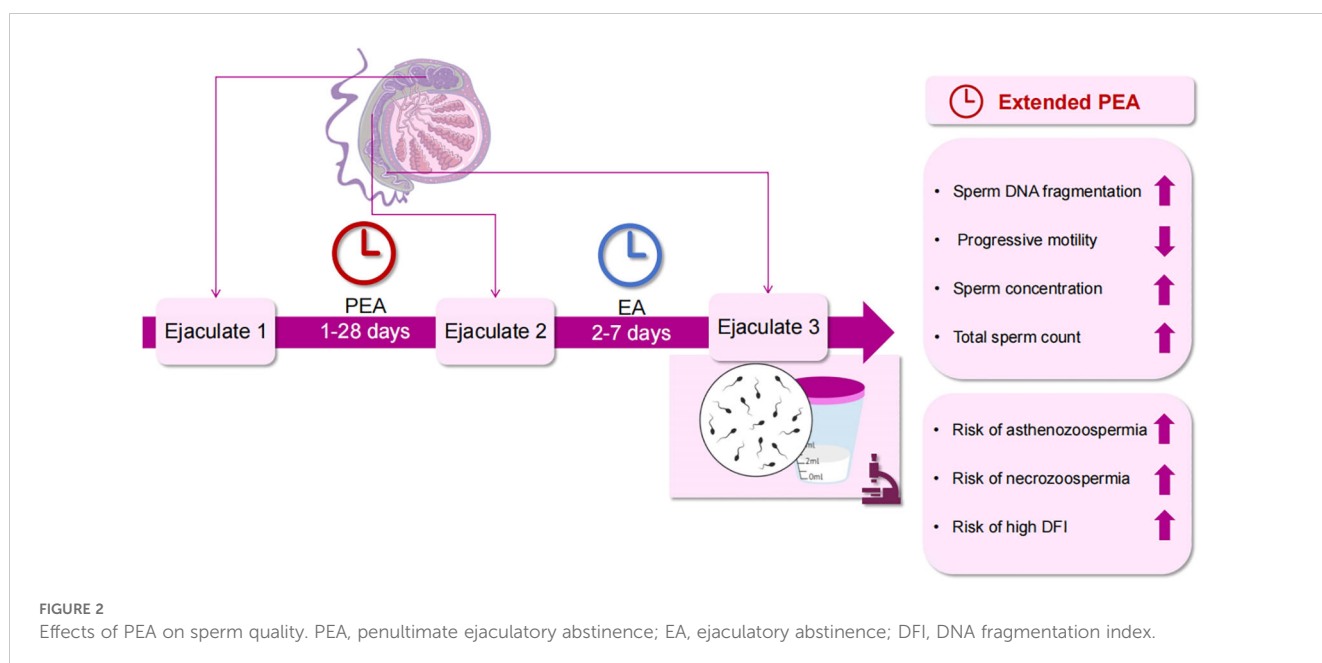 PEA
EA
Ejaculate 1
1-28 days
Ejaculate 2
2-7 days
Ejaculate 3
2ml
0ml
Extended PEA
• Sperm DNA fragmentation
• Progressive motility
• Sperm concentration
• Total sperm count
• Risk of asthenozoospermia
• Risk of necrozoospermia
• Risk of high DFI
FIGURE 2
Effects of PEA on sperm quality. PEA, penultimate ejaculatory abstinence; EA, ejaculatory abstinence; DFI, DNA fragmentation index.